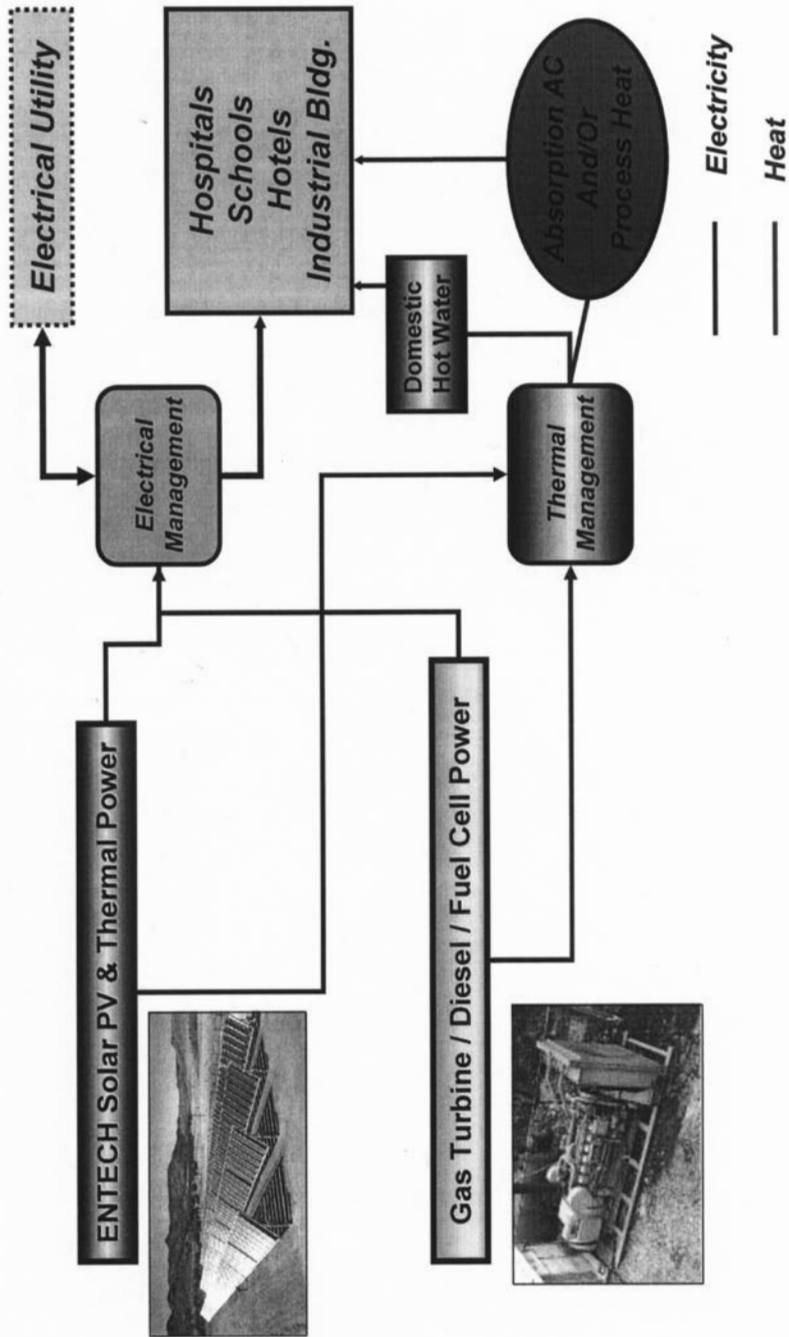 ENTECH Solar PV & Thermal Power
Gas Turbine / Diesel / Fuel Cell Power
Electrical
Management
Electrical Utility
Hospitals
Schools
Hotels
Industrial Bldg.
Domestic
Hot Water
Thermal
Management
Absorption AC
And/Or
Process Heat
Electricity
Heat